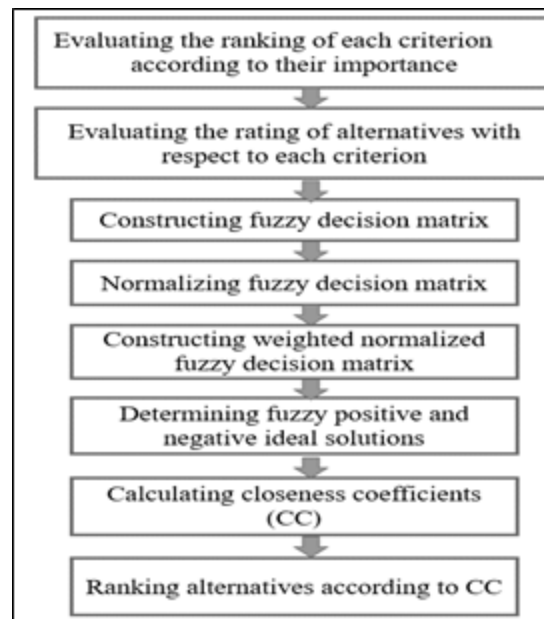 Evaluating the ranking of each criterion
according to their importance
Evaluating the rating of alternatives with
respect to each criterion
Constructing fuzzy decision matrix
Normalizing fuzzy decision matrix
Constructing weighted normalized
fuzzy decision matrix
Determining fuzzy positive and
negative ideal solutions
Calculating closeness coefficients
(CC)
Ranking alternatives according to CC